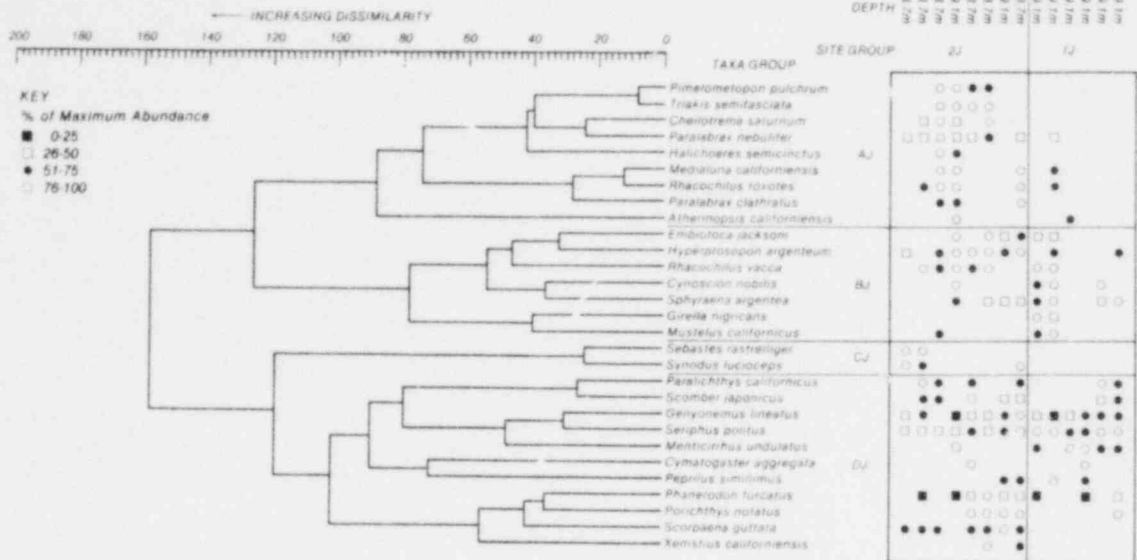 INCREASING DISSIMILARITY
DEPTH
200 180 160 140 120 100 80 60 40 20 0
SITE GROUP 2J 1J
TAXA GROUP
KEY
% of Maximum Abundance
0-25
26-50
51-75
76-100
Pimelometopon pulchrum
Triakis semifasciata
Cheilotrema saturnum
Paralabrax nebulifer
AJ
Halichoeres semicinctus
Medialuna californiensis
Rhacochilus toxotes
Paralabrax clathratus
Atherinopsis californiensis
Embiotoca jacksoni
Hyperprosopon argenteum
Rhacochilus vacca
Cynoscion nobilis
BJ
Sphyraena argentea
Girella nigricans
Mustelus californicus
Sebastes rastrelliger
CJ
Synodus lucioceps
Paralichthys californicus
Scomber japonicus
Genyonemus lineatus
Seriphus politus
Menticirrhus undulatus
Cymatogaster aggregata
DJ
Peprilus simillimus
Phanerodon furcatus
Porichthys notatus
Scorpaena guttata
Xenistius californiensis